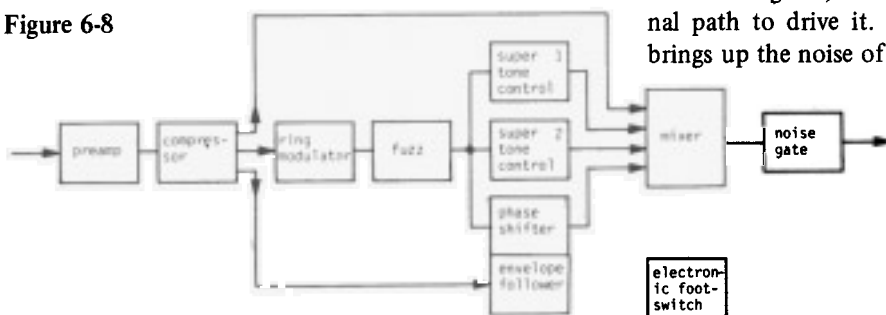 Figure 6-8
nal path to drive it.
brings up the noise of
super 1
tone
control
preamp
compres-
sor
ring
modulator
fuzz
super 2
tone
control
mixer
noise
gate
phase
shifter
envelope
follower
electron-
ic foot-
switch